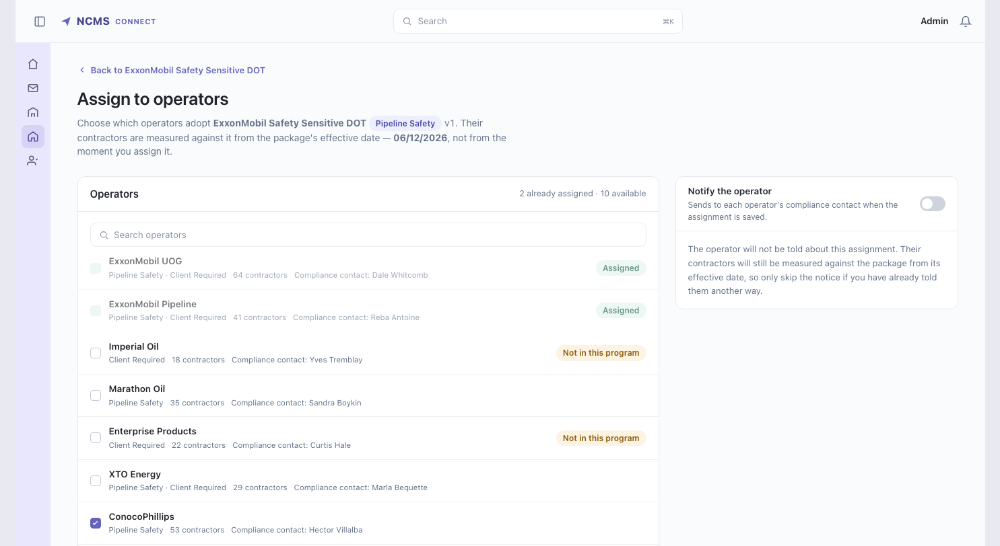 NCMS CONNECT
Search
⌘K
Admin
Back to ExxonMobil Safety Sensitive DOT
Assign to operators
Choose which operators adopt ExxonMobil Safety Sensitive DOT Pipeline Safety v1. Their
contractors are measured against it from the package's effective date — 06/12/2026, not from the
moment you assign it.
Operators
2 already assigned · 10 available
Search operators
ExxonMobil UOG
Pipeline Safety · Client Required 64 contractors Compliance contact: Dale Whitcomb
Assigned
ExxonMobil Pipeline
Pipeline Safety · Client Required 41 contractors Compliance contact: Reba Antoine
Assigned
Imperial Oil
Client Required 18 contractors Compliance contact: Yves Tremblay
Not in this program
Marathon Oil
Pipeline Safety 35 contractors Compliance contact: Sandra Boykin
Enterprise Products
Client Required 22 contractors Compliance contact: Curtis Hale
Not in this program
XTO Energy
Pipeline Safety · Client Required 29 contractors Compliance contact: Marla Bequette
ConocoPhillips
Pipeline Safety 53 contractors Compliance contact: Hector Villalba
Notify the operator
Sends to each operator's compliance contact when the
assignment is saved.
The operator will not be told about this assignment. Their
contractors will still be measured against the package from its
effective date, so only skip the notice if you have already told
them another way.